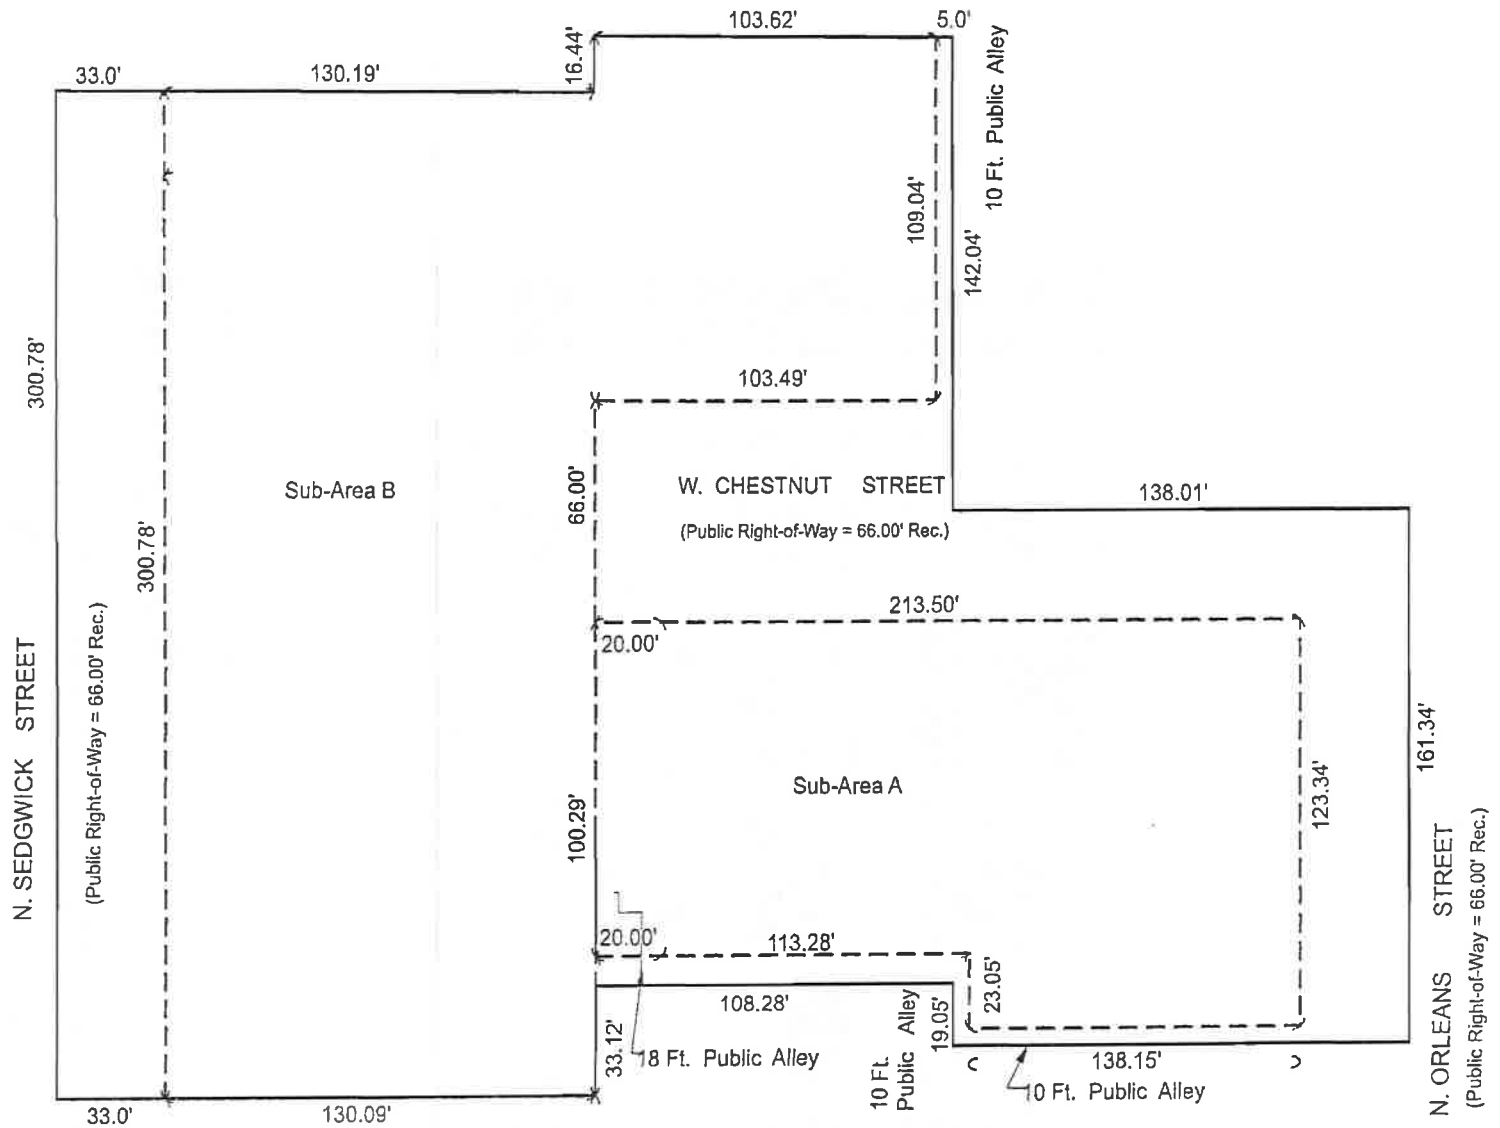 103.62'
5.0'
16.44'
33.0'
130.19'
10 Ft. Public Alley
109.04'
142.04'
300.78'
103.49'
66.00'
Sub-Area B
W. CHESTNUT STREET
(Public Right-of-Way = 66.00' Rec.)
138.01'
300.78'
213.50'
20.00'
N. SEDGWICK STREET
(Public Right-of-Way = 66.00' Rec.)
161.34'
123.34'
Sub-Area A
100.29'
20.00'
113.28'
23.05'
108.28'
19.05'
33.12'
18 Ft. Public Alley
10 Ft.
Public Alley
138.15'
10 Ft. Public Alley
N. ORLEANS STREET
(Public Right-of-Way = 66.00' Rec.)
33.0'
130.09'